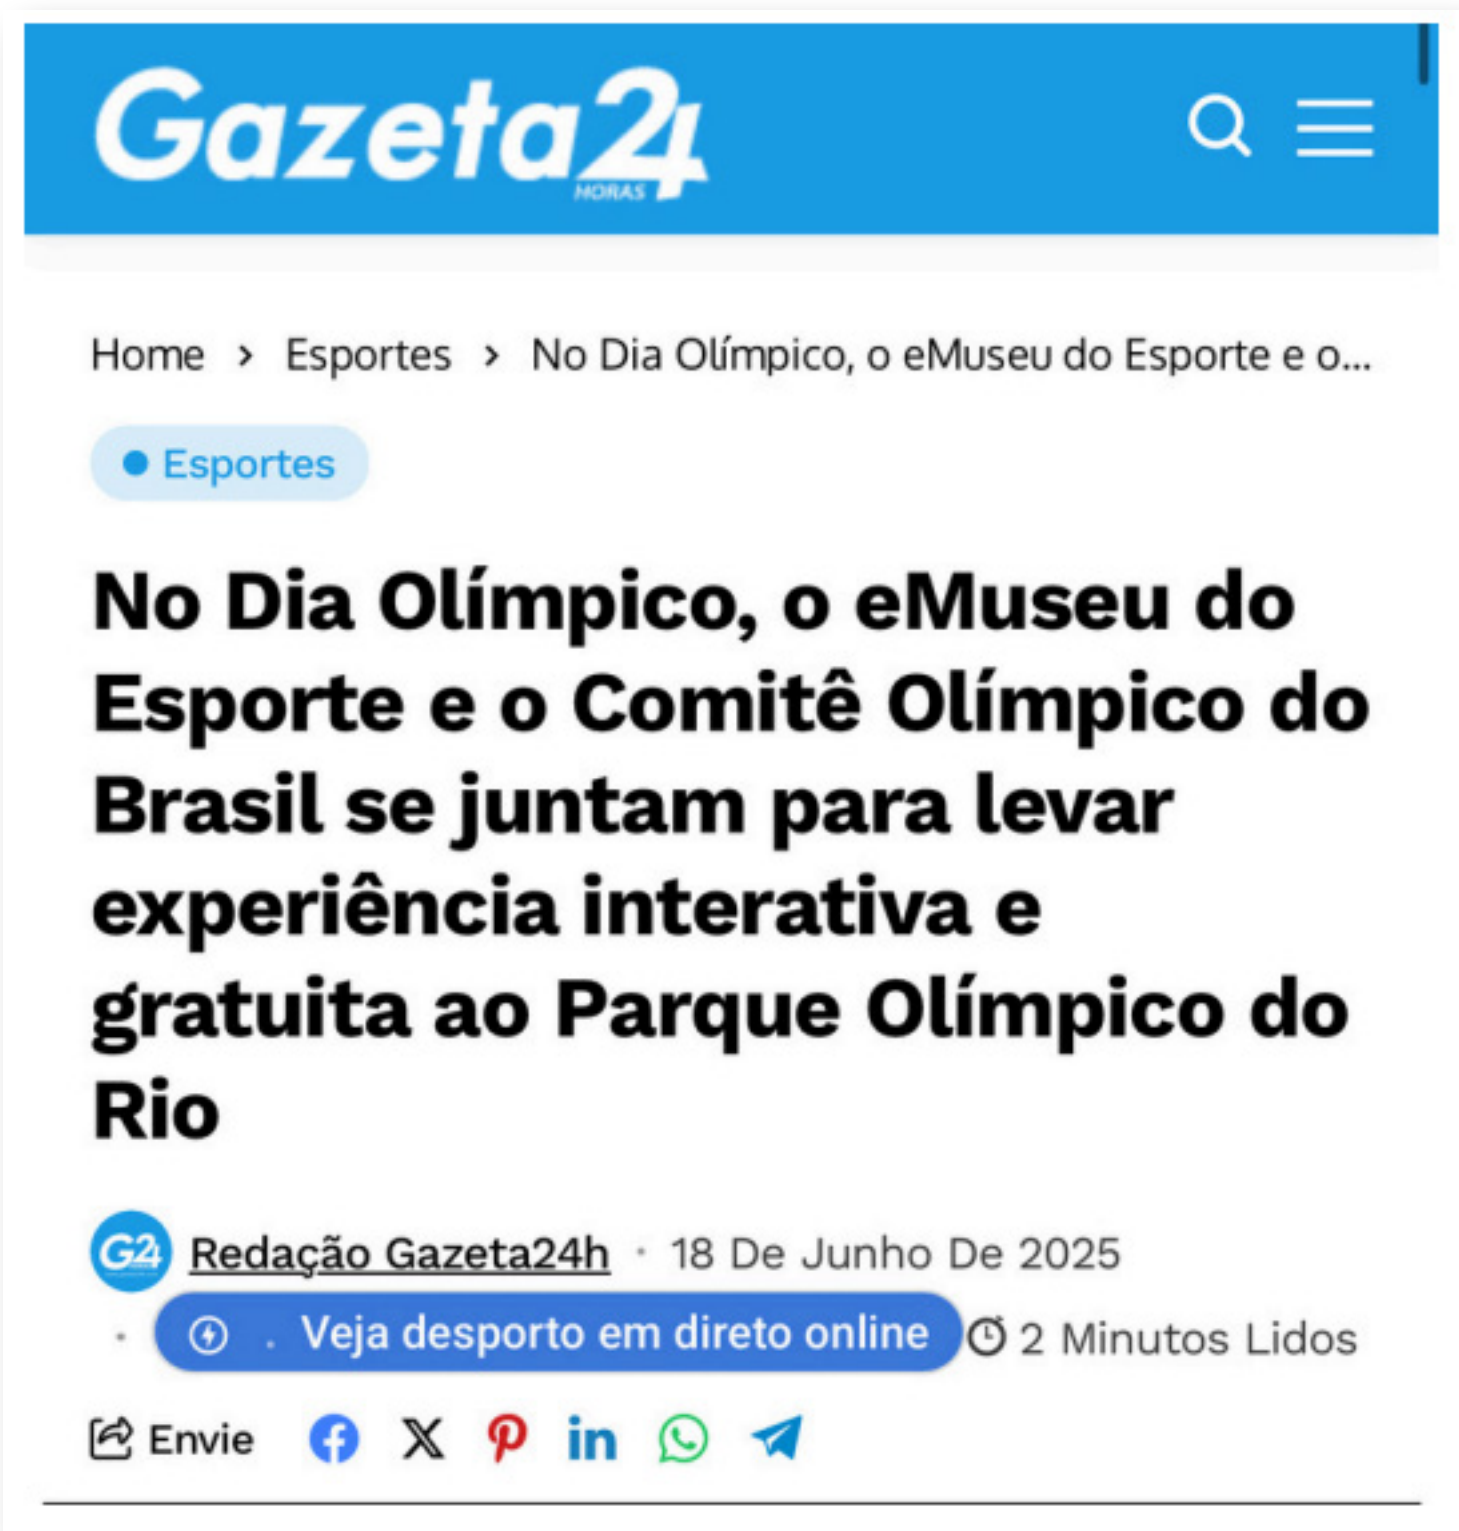 Gazeta24
HORAS
Home > Esportes > No Dia Olímpico, o eMuseu do Esporte e o...
Esportes
No Dia Olímpico, o eMuseu do
Esporte e o Comitê Olímpico do
Brasil se juntam para levar
experiência interativa e
gratuita ao Parque Olímpico do
Rio
G24 Redação Gazeta24h · 18 De Junho De 2025
· . Veja desporto em direto online 2 Minutos Lidos
Envie